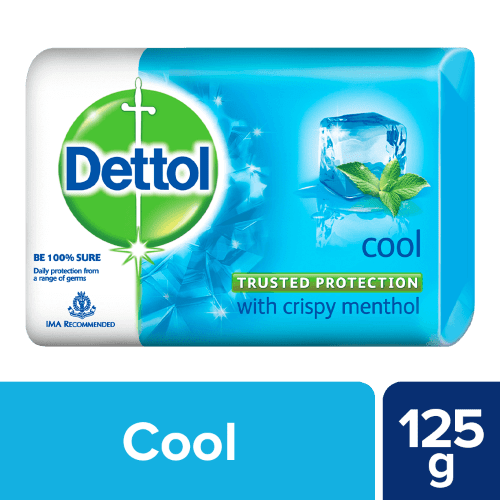 Dettol
BE 100% SURE
Daily protection from
a range of germs
IMA RECOMMENDED
cool
TRUSTED PROTECTION
with crispy menthol
Cool
125
g